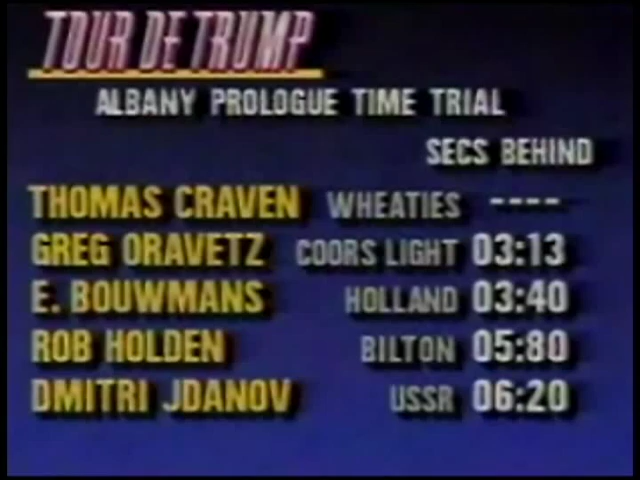 TOUR DE TRUMP
ALBANY PROLOGUE TIME TRIAL
SECS BEHIND
THOMAS CRAVEN WHEATIES ----
GREG ORAVETZ COORS LIGHT 03:13
E. BOUWMANS HOLLAND 03:40
ROB HOLDEN BILTON 05:80
DMITRI JDANOV USSR 06:20